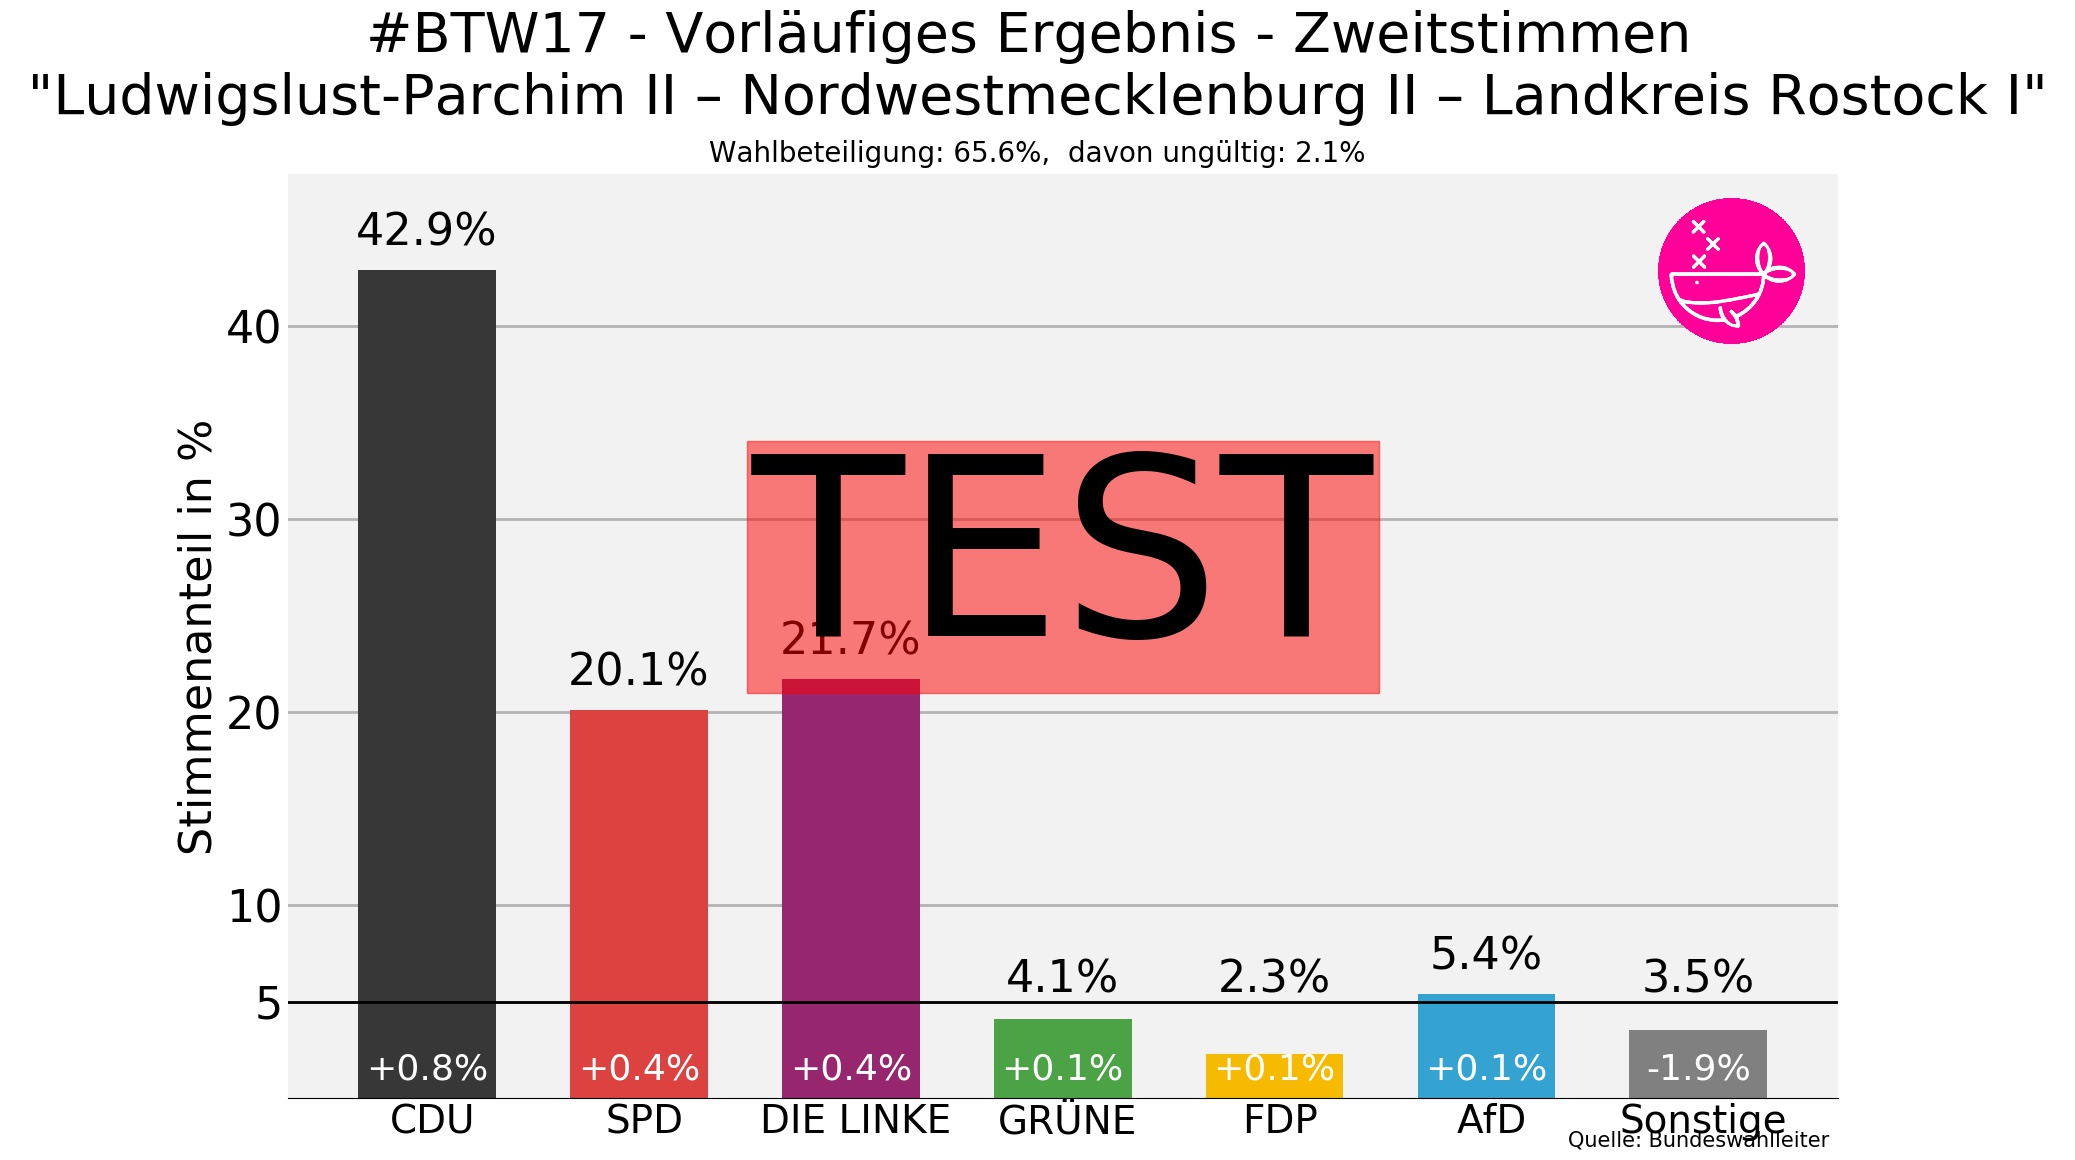 #BTW17 - Vorläufiges Ergebnis - Zweitstimmen
"Ludwigslust-Parchim II – Nordwestmecklenburg II – Landkreis Rostock I"
Wahlbeteiligung: 65.6%,  davon ungültig: 2.1%
Stimmenanteil in %
40
30
20
10
5
42.9%
20.1%
21.7%
4.1%
2.3%
5.4%
3.5%
TEST
+0.8%
+0.4%
+0.4%
+0.1%
+0.1%
+0.1%
-1.9%
CDU
SPD
DIE LINKE
GRÜNE
FDP
AfD
Sonstige
Quelle: Bundeswahlleiter